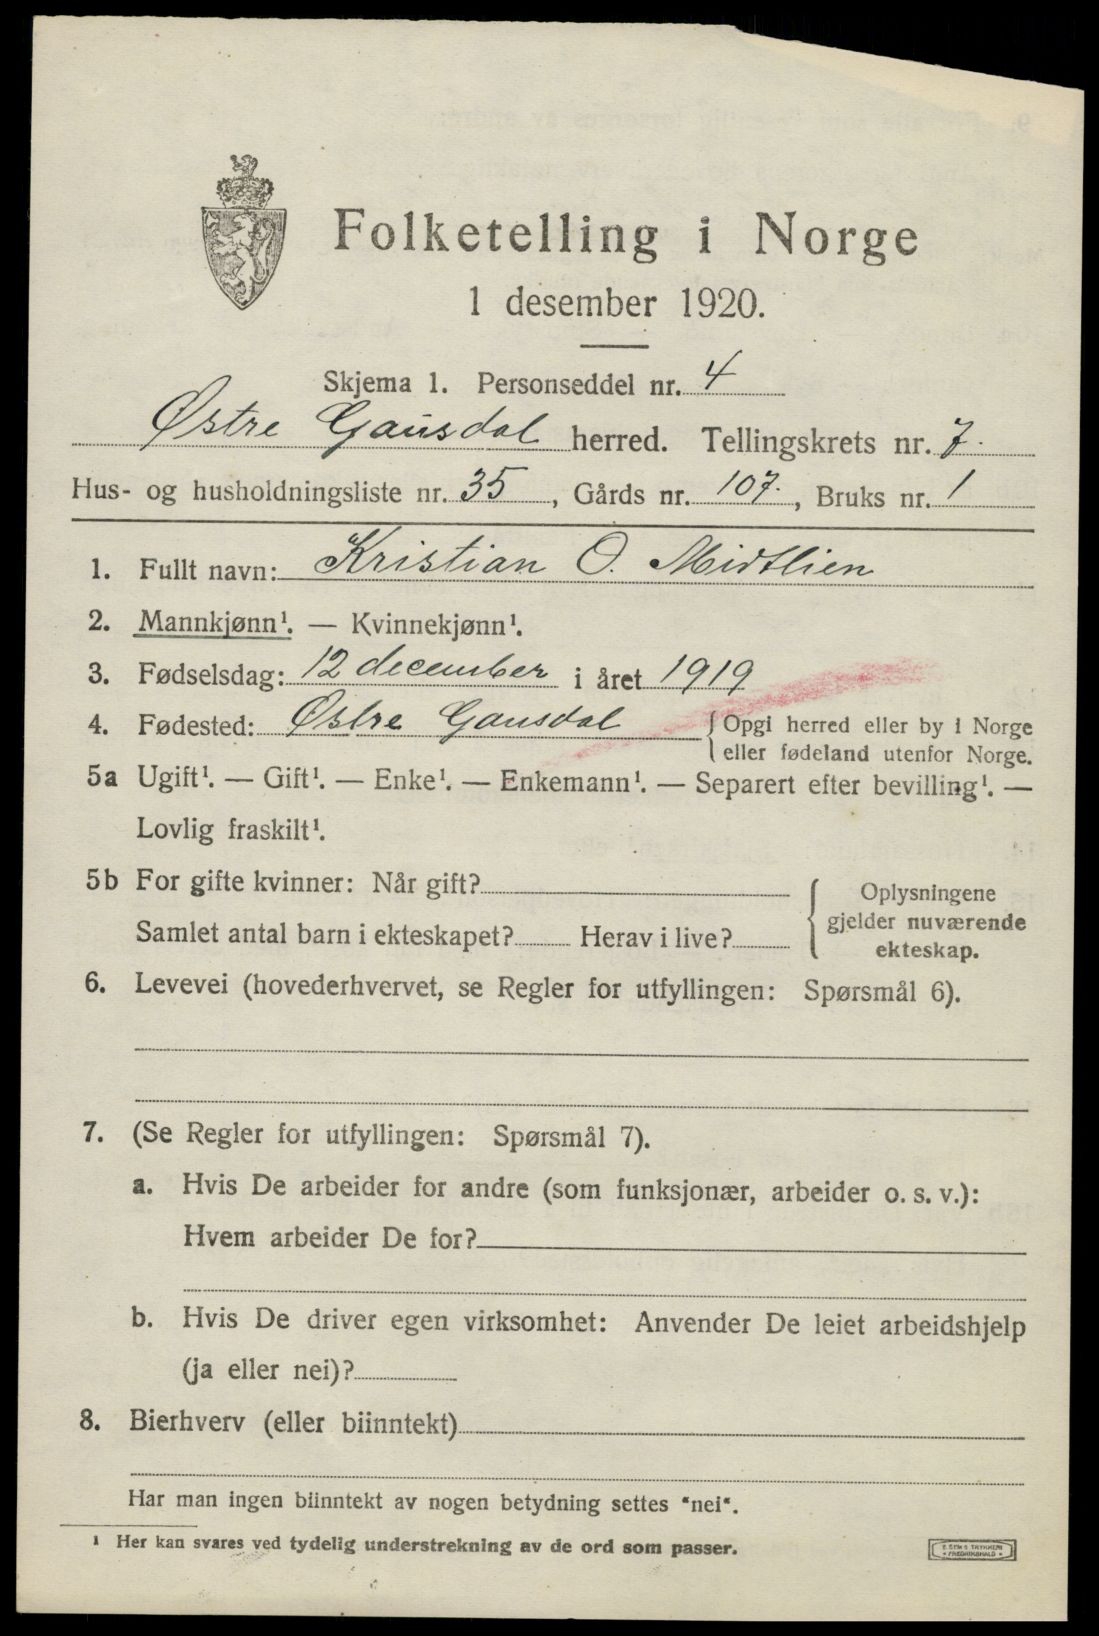 Folketelling i Norge
1 desember 1920.
Skjema 1. Personseddel nr. 4
Østre Gausdal herred. Tellingskrets nr. 7.
Hus- og husholdningsliste nr. 35, Gårds nr. 107., Bruks nr. 1
1. Fullt navn: Kristian O. Midtlien
2. Mannkjønn¹. — Kvinnekjønn¹.
3. Fødselsdag: 12 december i året 1919
4. Fødested: Østre Gausdal { Opgi herred eller by i Norge
eller fødeland utenfor Norge.
5a Ugift¹. — Gift¹. — Enke¹. — Enkemann¹. — Separert efter bevilling¹. —
Lovlig fraskilt¹.
5b For gifte kvinner: Når gift?
Samlet antal barn i ekteskapet? Herav i live?
{ Oplysningene
gjelder nuværende
ekteskap.
6. Levevei (hovederhvervet, se Regler for utfyllingen: Spørsmål 6).
7. (Se Regler for utfyllingen: Spørsmål 7).
a. Hvis De arbeider for andre (som funksjonær, arbeider o. s. v.):
Hvem arbeider De for?
b. Hvis De driver egen virksomhet: Anvender De leiet arbeidshjelp
(ja eller nei)?
8. Bierhverv (eller biinntekt)
Har man ingen biinntekt av nogen betydning settes "nei".
¹ Her kan svares ved tydelig understrekning av de ord som passer.
E. SEM'S TRYKKERI
• FREDRIKSHALD •